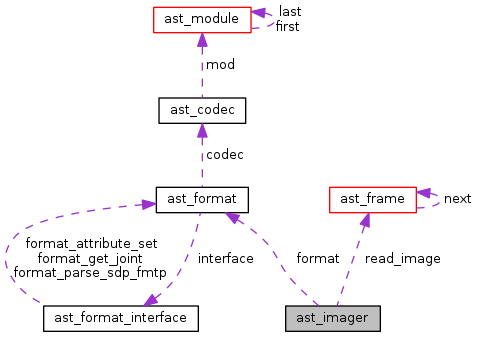 ast_module
last
first
mod
ast_codec
codec
ast_format
ast_frame
next
format_attribute_set
format_get_joint
format_parse_sdp_fmtp
interface
format
read_image
ast_format_interface
ast_imager